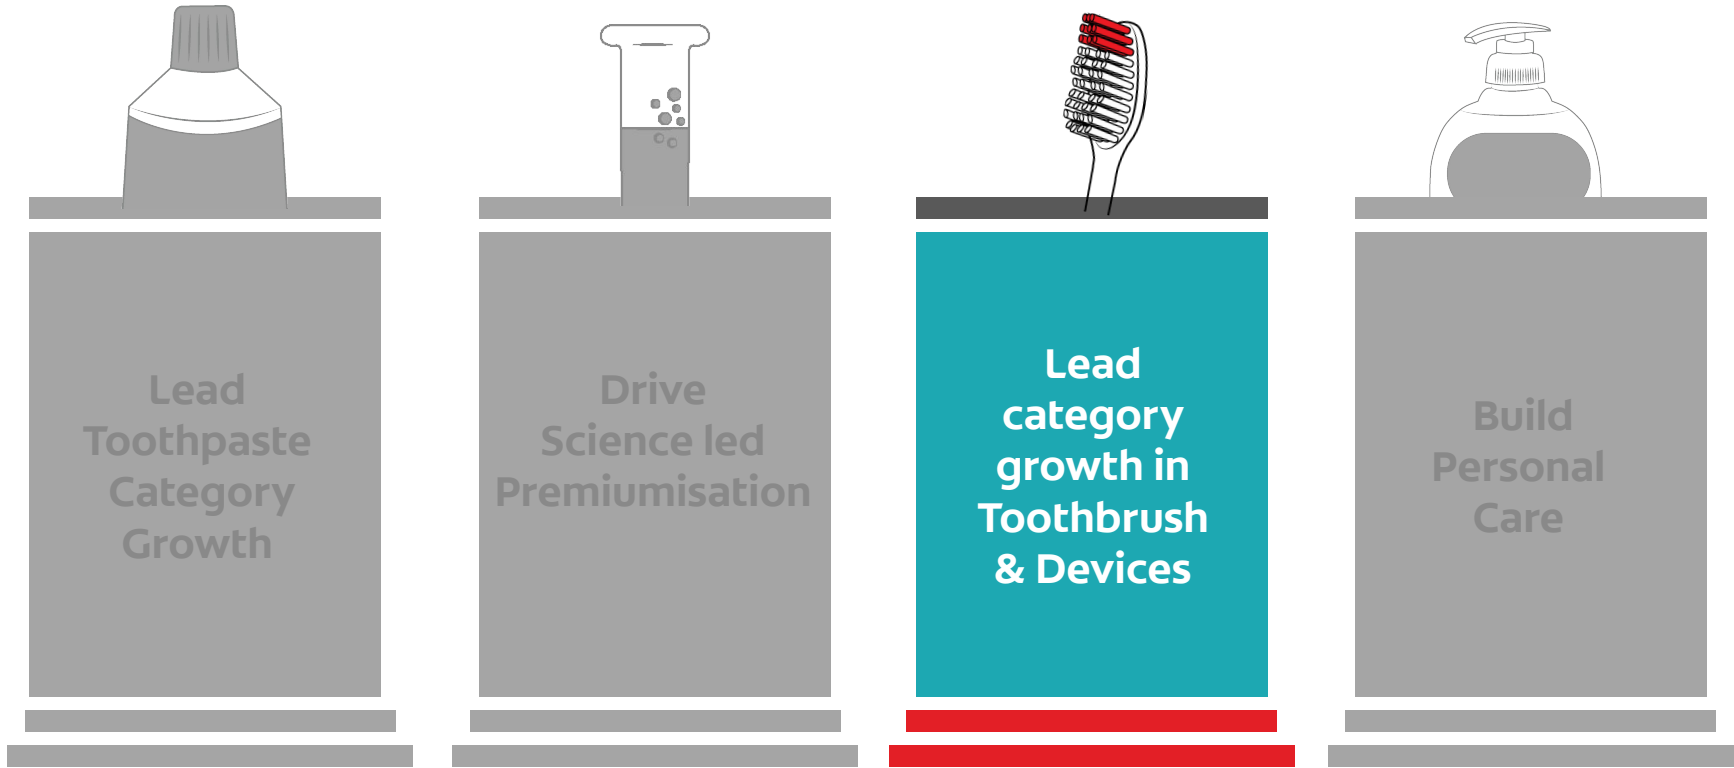 Lead
Toothpaste
Category
Growth
Drive
Science led
Premiumisation
Lead
category
growth in
Toothbrush
& Devices
Build
Personal
Care